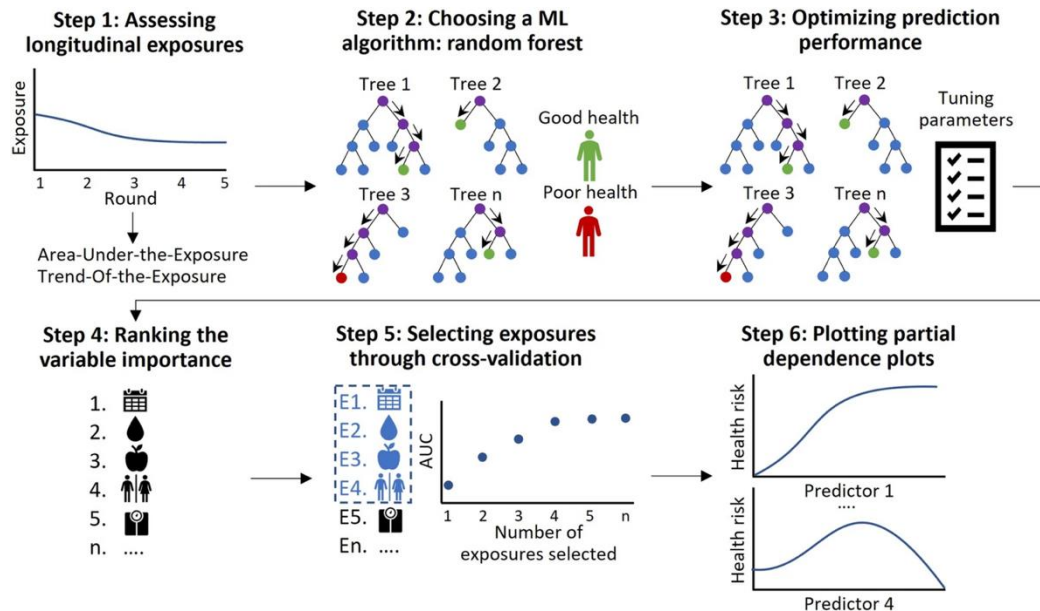 Step 1: Assessing
longitudinal exposures
Exposure
1 2 3 4 5
Round
Area-Under-the-Exposure
Trend-Of-the-Exposure
Step 2: Choosing a ML
algorithm: random forest
Tree 1
Tree 2
Tree 3
Tree n
Good health
Poor health
Step 3: Optimizing prediction
performance
Tree 1
Tree 2
Tree 3
Tree n
Tuning
parameters
Step 4: Ranking the
variable importance
1.
2.
3.
4.
5.
n. ....
Step 5: Selecting exposures
through cross-validation
E1.
E2.
E3.
E4.
E5.
En. ....
AUC
1 2 3 4 5 n
Number of
exposures selected
Step 6: Plotting partial
dependence plots
Health risk
Predictor 1
....
Health risk
Predictor 4